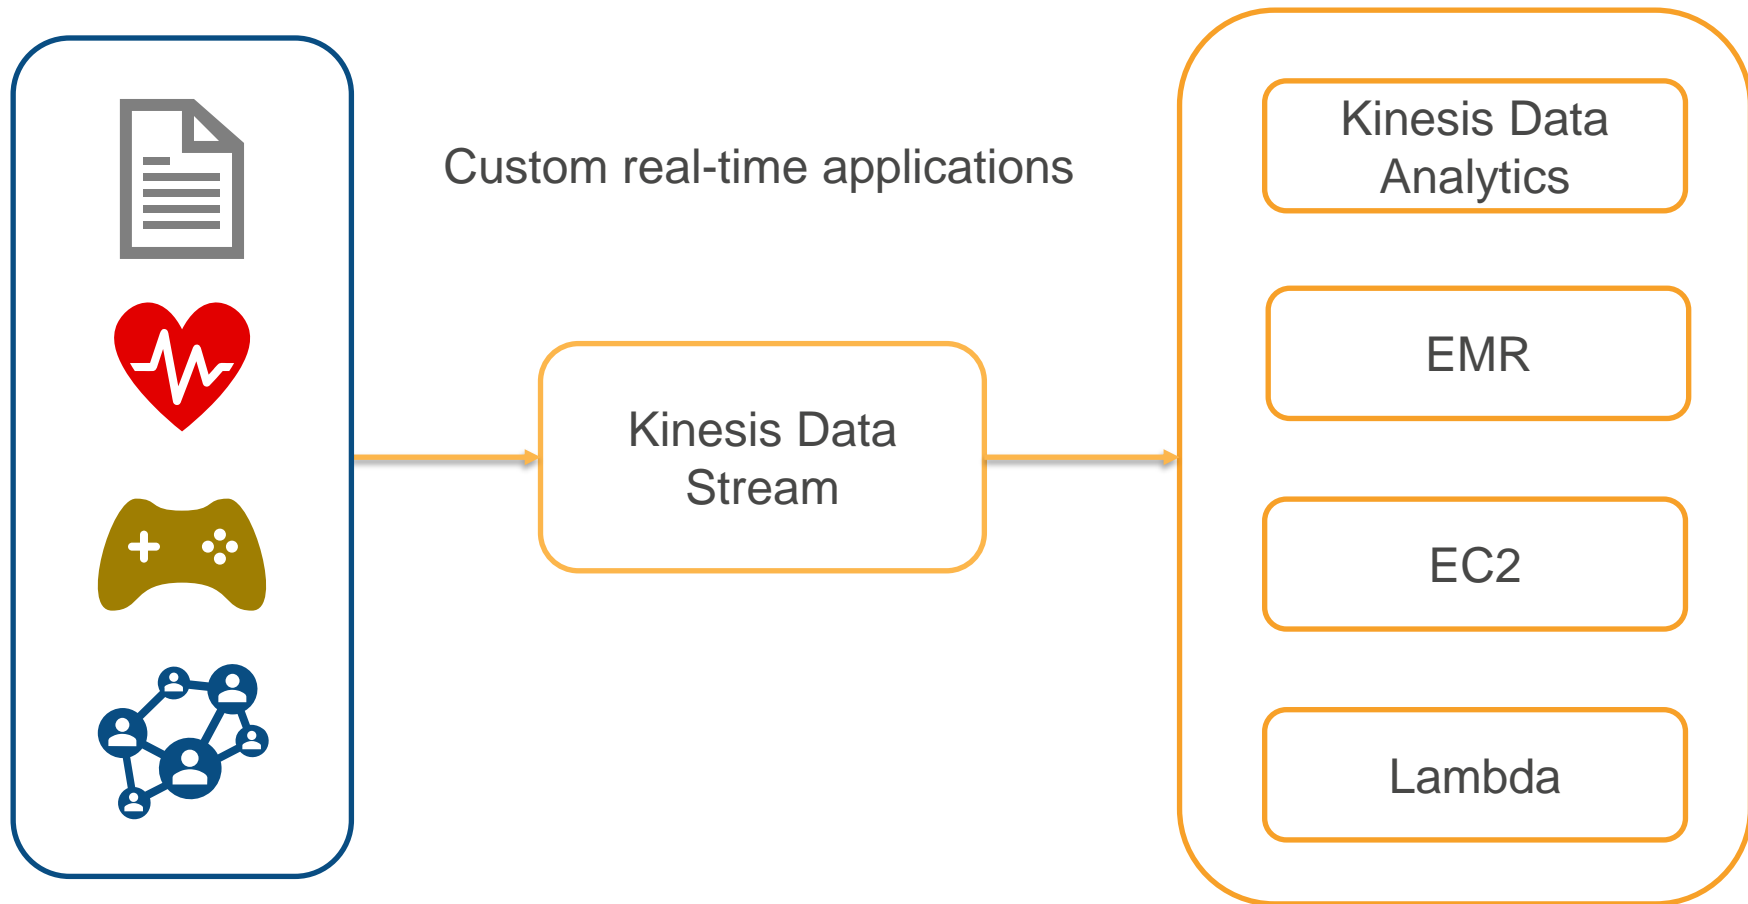 Custom real-time applications
Kinesis Data
Stream
Kinesis Data
Analytics
EMR
EC2
Lambda